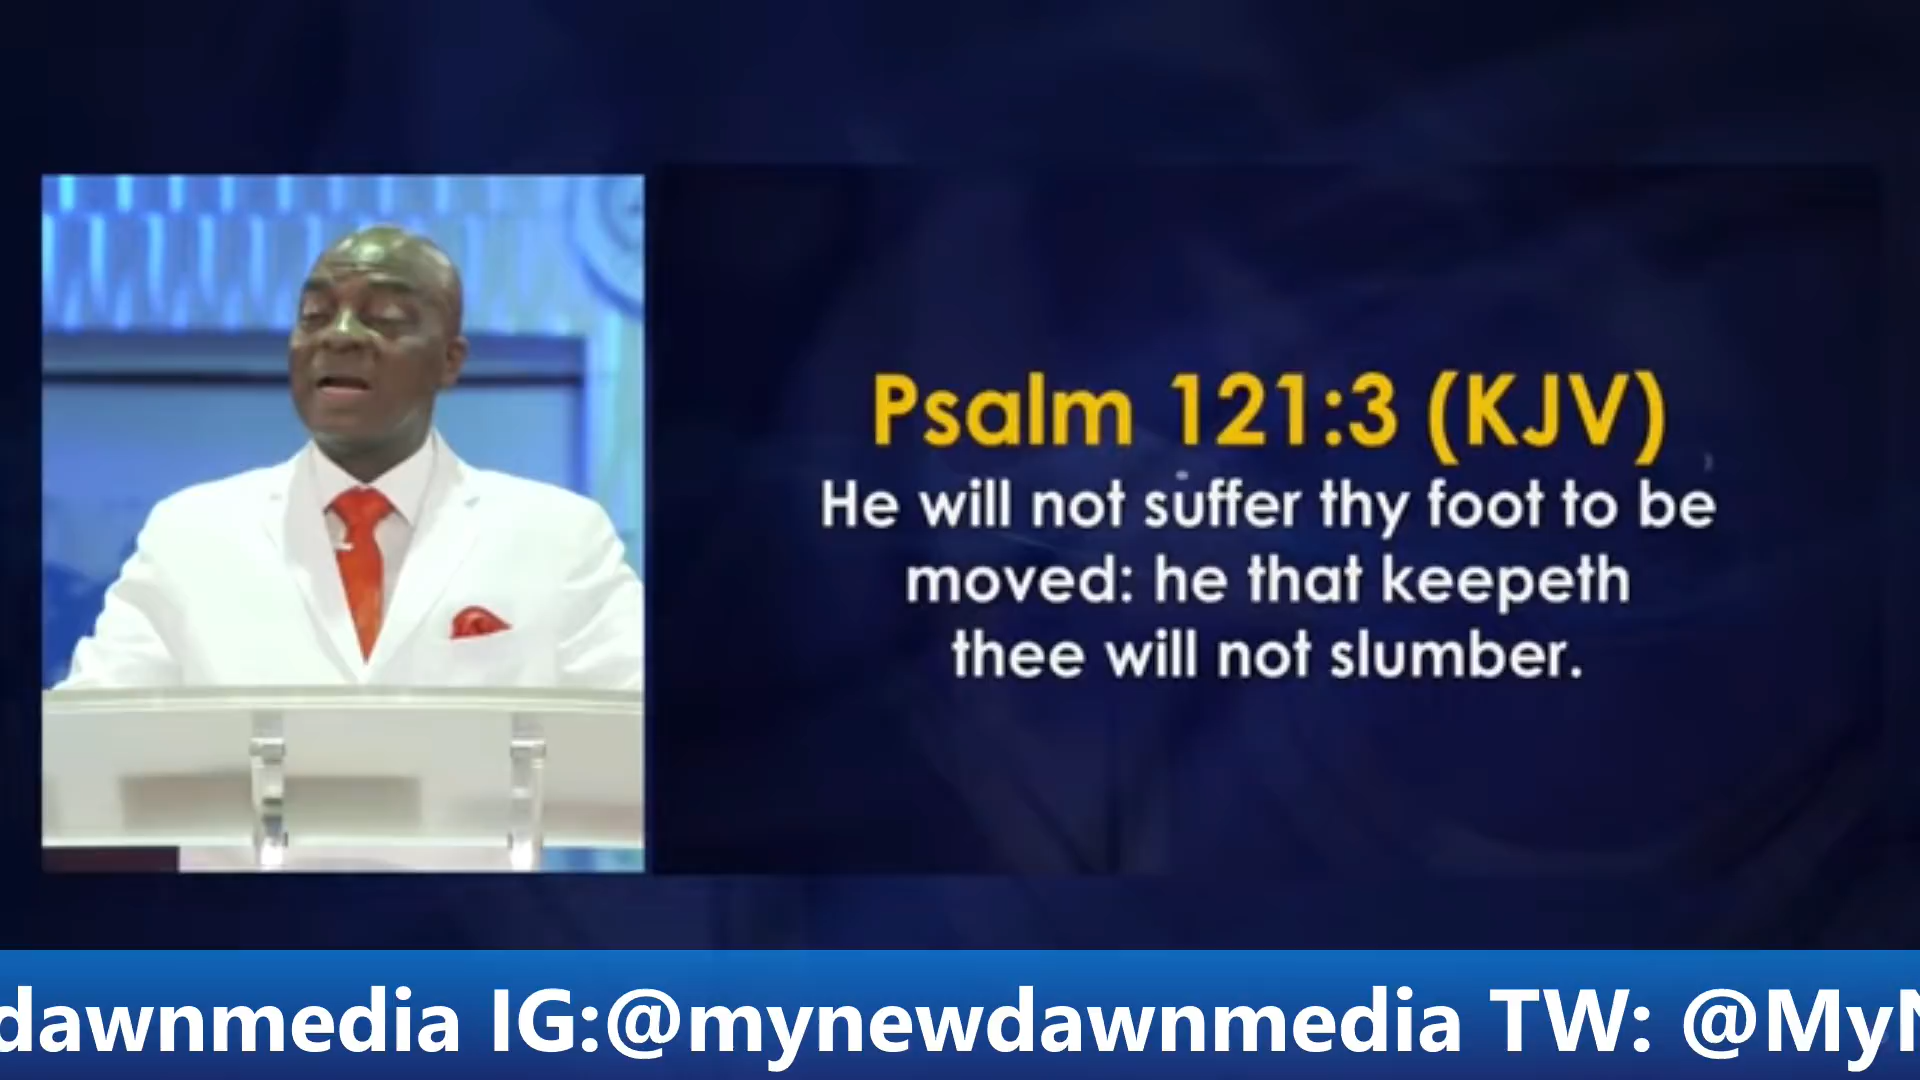 Psalm 121:3 (KJV)
He will not suffer thy foot to be
moved: he that keepeth
thee will not slumber.
dawnmedia IG:@mynewdawnmedia TW: @MyN